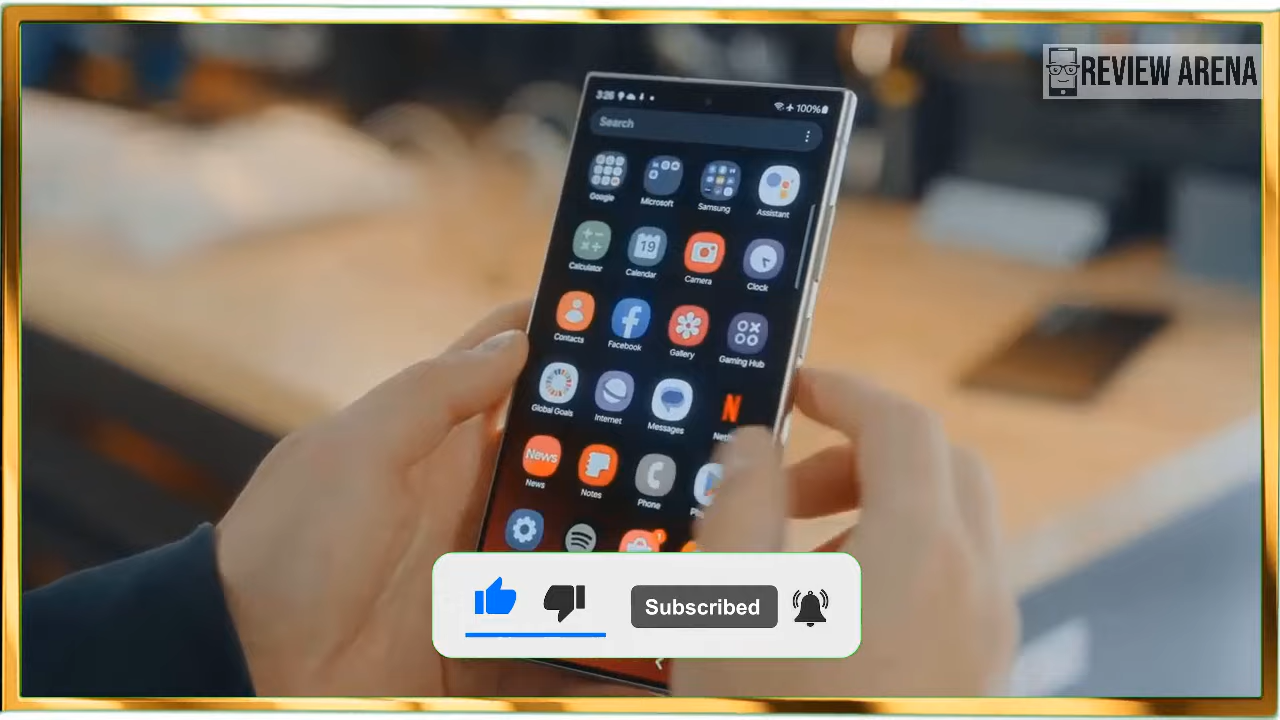 REVIEW ARENA
3:26
100%
Search
Google
Microsoft
Samsung
Assistant
Calculator
19
Calendar
Camera
Clock
Contacts
Facebook
Gallery
Gaming Hub
Global Goals
Internet
Messages
N
News
News
Notes
Phone
1
Subscribed